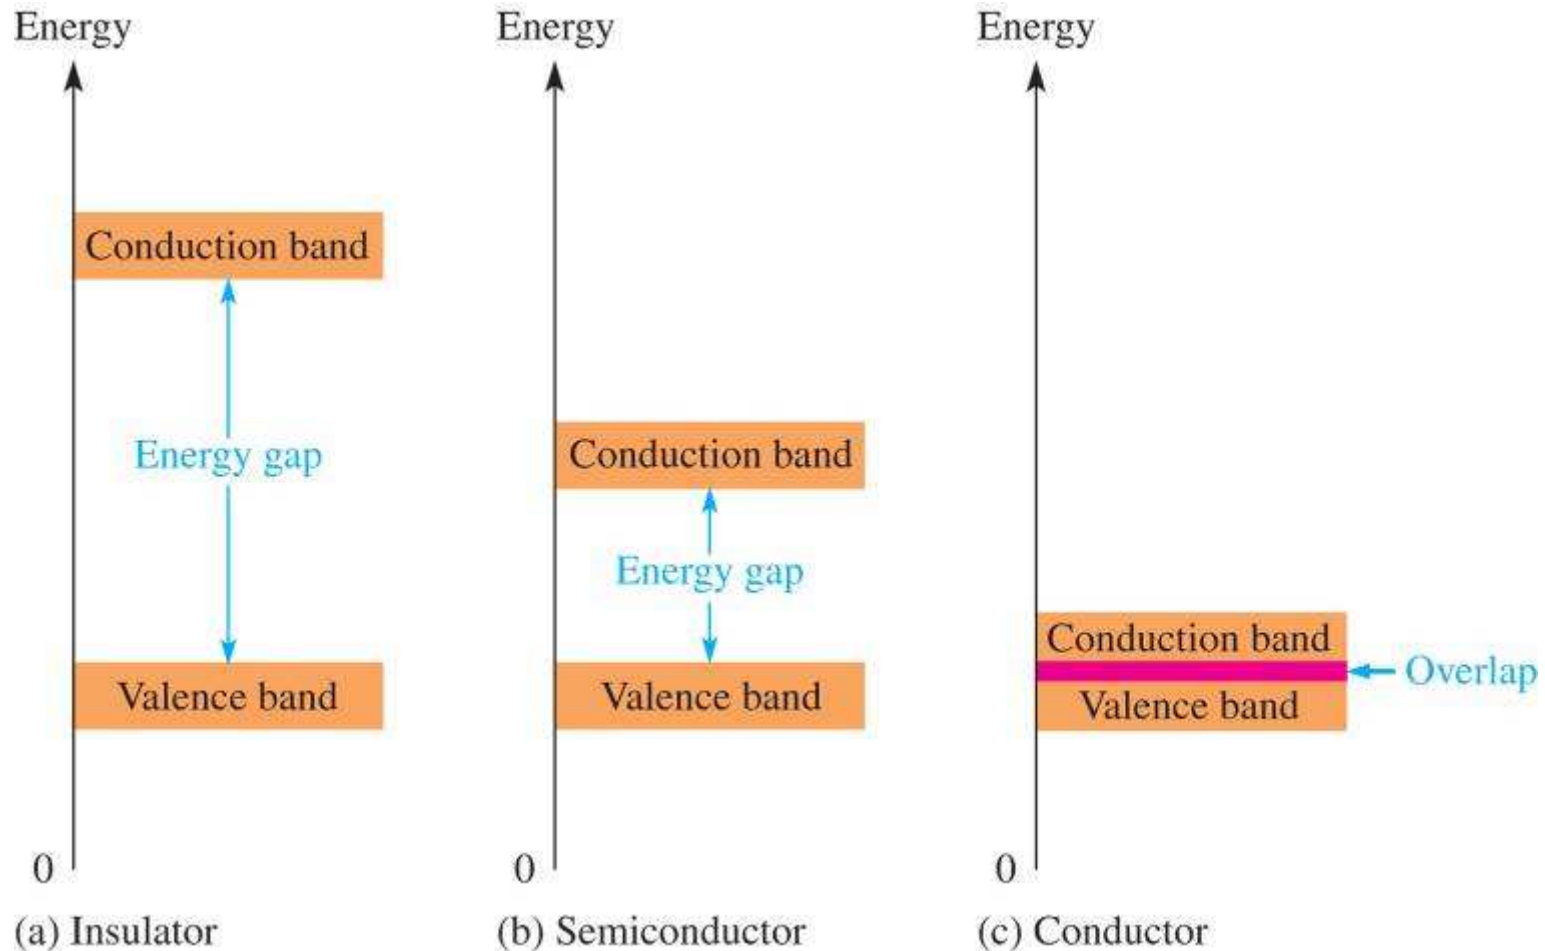 Energy
Conduction band
Energy gap
Valence band
0
(a) Insulator
Energy
Conduction band
Energy gap
Valence band
0
(b) Semiconductor
Energy
Conduction band
Overlap
Valence band
0
(c) Conductor